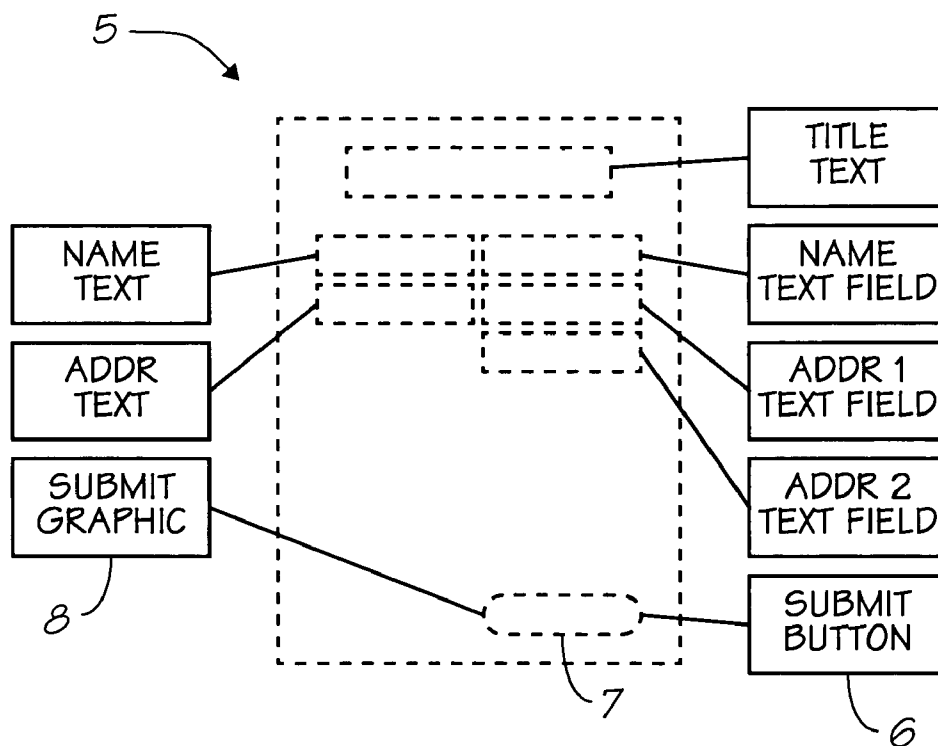 5
TITLE
TEXT
NAME
TEXT
NAME
TEXT FIELD
ADDR
TEXT
ADDR 1
TEXT FIELD
SUBMIT
GRAPHIC
ADDR 2
TEXT FIELD
SUBMIT
BUTTON
8
7
6